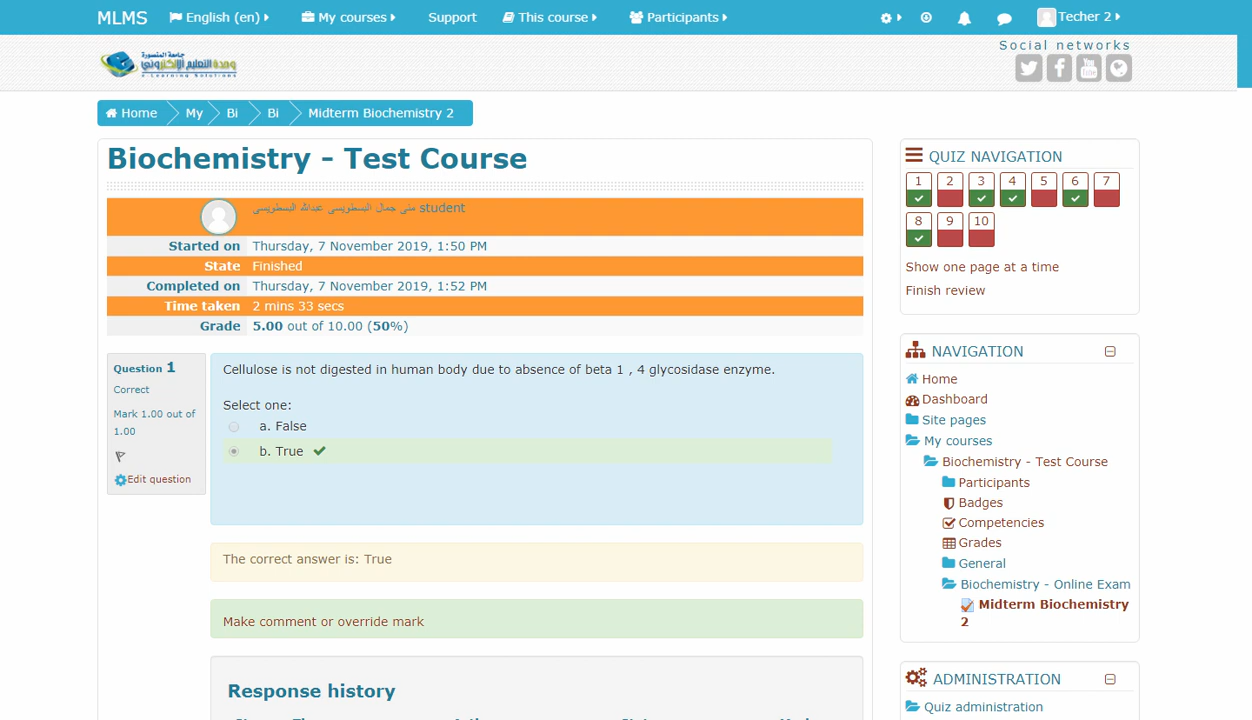 MLMS English (en) My courses Support This course Participants Techer 2
جامعة المنصورة
وحدة التعليم الإلكتروني
e Learning Solutions
Social networks
Home My Bi Bi Midterm Biochemistry 2
Biochemistry - Test Course
منى جمال البسطويسى عبدالله البسطويسى student
Started on Thursday, 7 November 2019, 1:50 PM
State Finished
Completed on Thursday, 7 November 2019, 1:52 PM
Time taken 2 mins 33 secs
Grade 5.00 out of 10.00 (50%)
Question 1
Correct
Mark 1.00 out of
1.00
Edit question
Cellulose is not digested in human body due to absence of beta 1 , 4 glycosidase enzyme.
Select one:
a. False
b. True
The correct answer is: True
Make comment or override mark
Response history
QUIZ NAVIGATION
1 2 3 4 5 6 7
8 9 10
Show one page at a time
Finish review
NAVIGATION
Home
Dashboard
Site pages
My courses
Biochemistry - Test Course
Participants
Badges
Competencies
Grades
General
Biochemistry - Online Exam
Midterm Biochemistry
2
ADMINISTRATION
Quiz administration